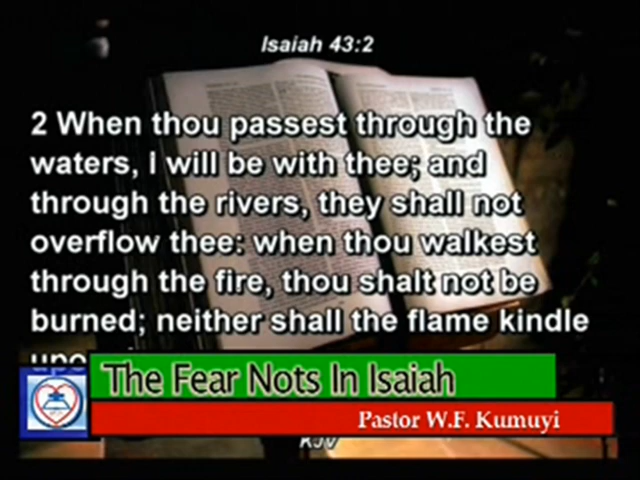 Isaiah 43:2
2 When thou passest through the
waters, I will be with thee; and
through the rivers, they shall not
overflow thee: when thou walkest
through the fire, thou shalt not be
burned; neither shall the flame kindle
The Fear Nots In Isaiah
Pastor W.F. Kumuyi
KJV